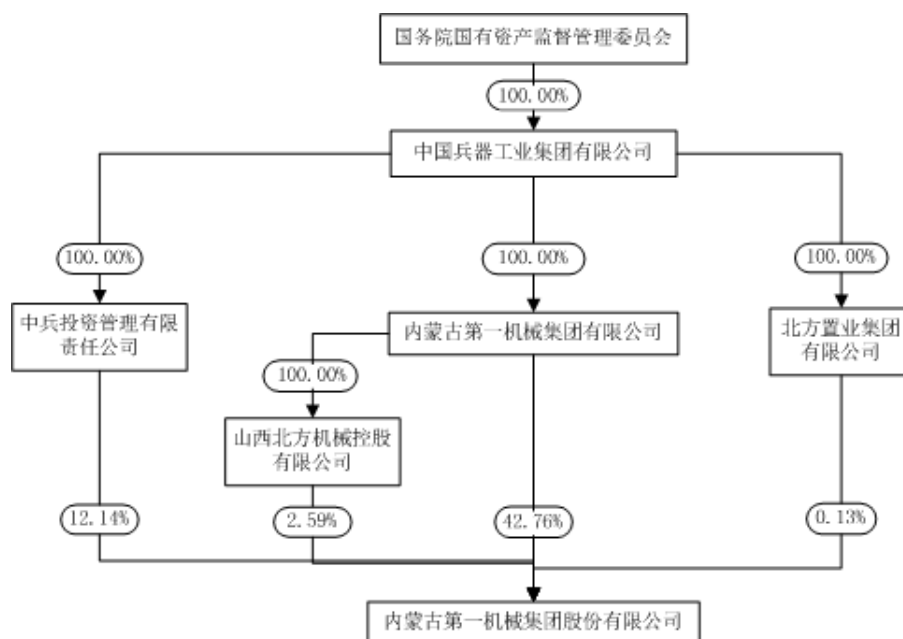 国务院国有资产监督管理委员会
100.00%
中国兵器工业集团有限公司
100.00%
100.00%
100.00%
中兵投资管理有限
责任公司
内蒙古第一机械集团有限公司
北方置业集团
有限公司
100.00%
山西北方机械控股
有限公司
12.14%
2.59%
42.76%
0.13%
内蒙古第一机械集团股份有限公司